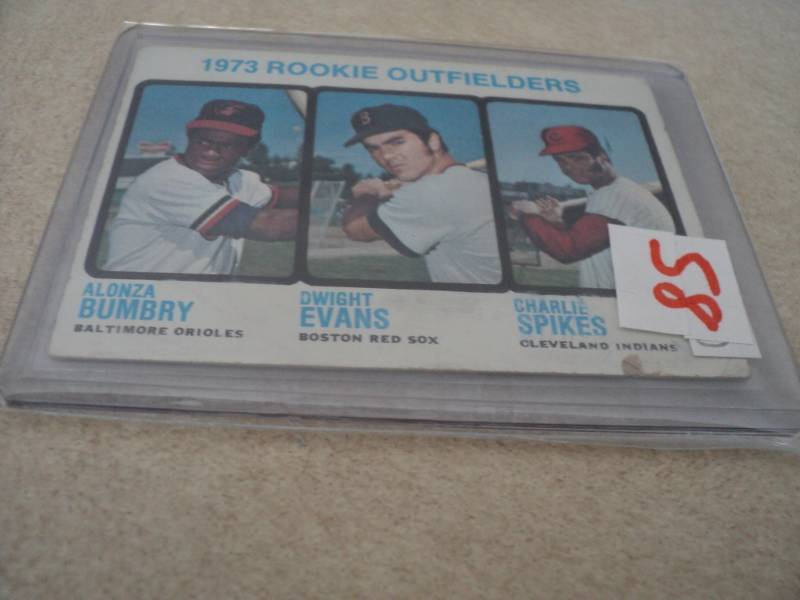 1973 ROOKIE OUTFIELDERS
B
ALONZA
BUMBRY
BALTIMORE ORIOLES
DWIGHT
EVANS
BOSTON RED SOX
CHARLIE
SPIKES
CLEVELAND INDIANS
85